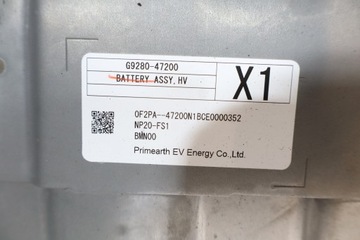 G9280-47200
BATTERY ASSY, HV
X1
0F2PA--47200N1BCE0000352
NP20-FS1
BMN00
Primearth EV Energy Co., Ltd.